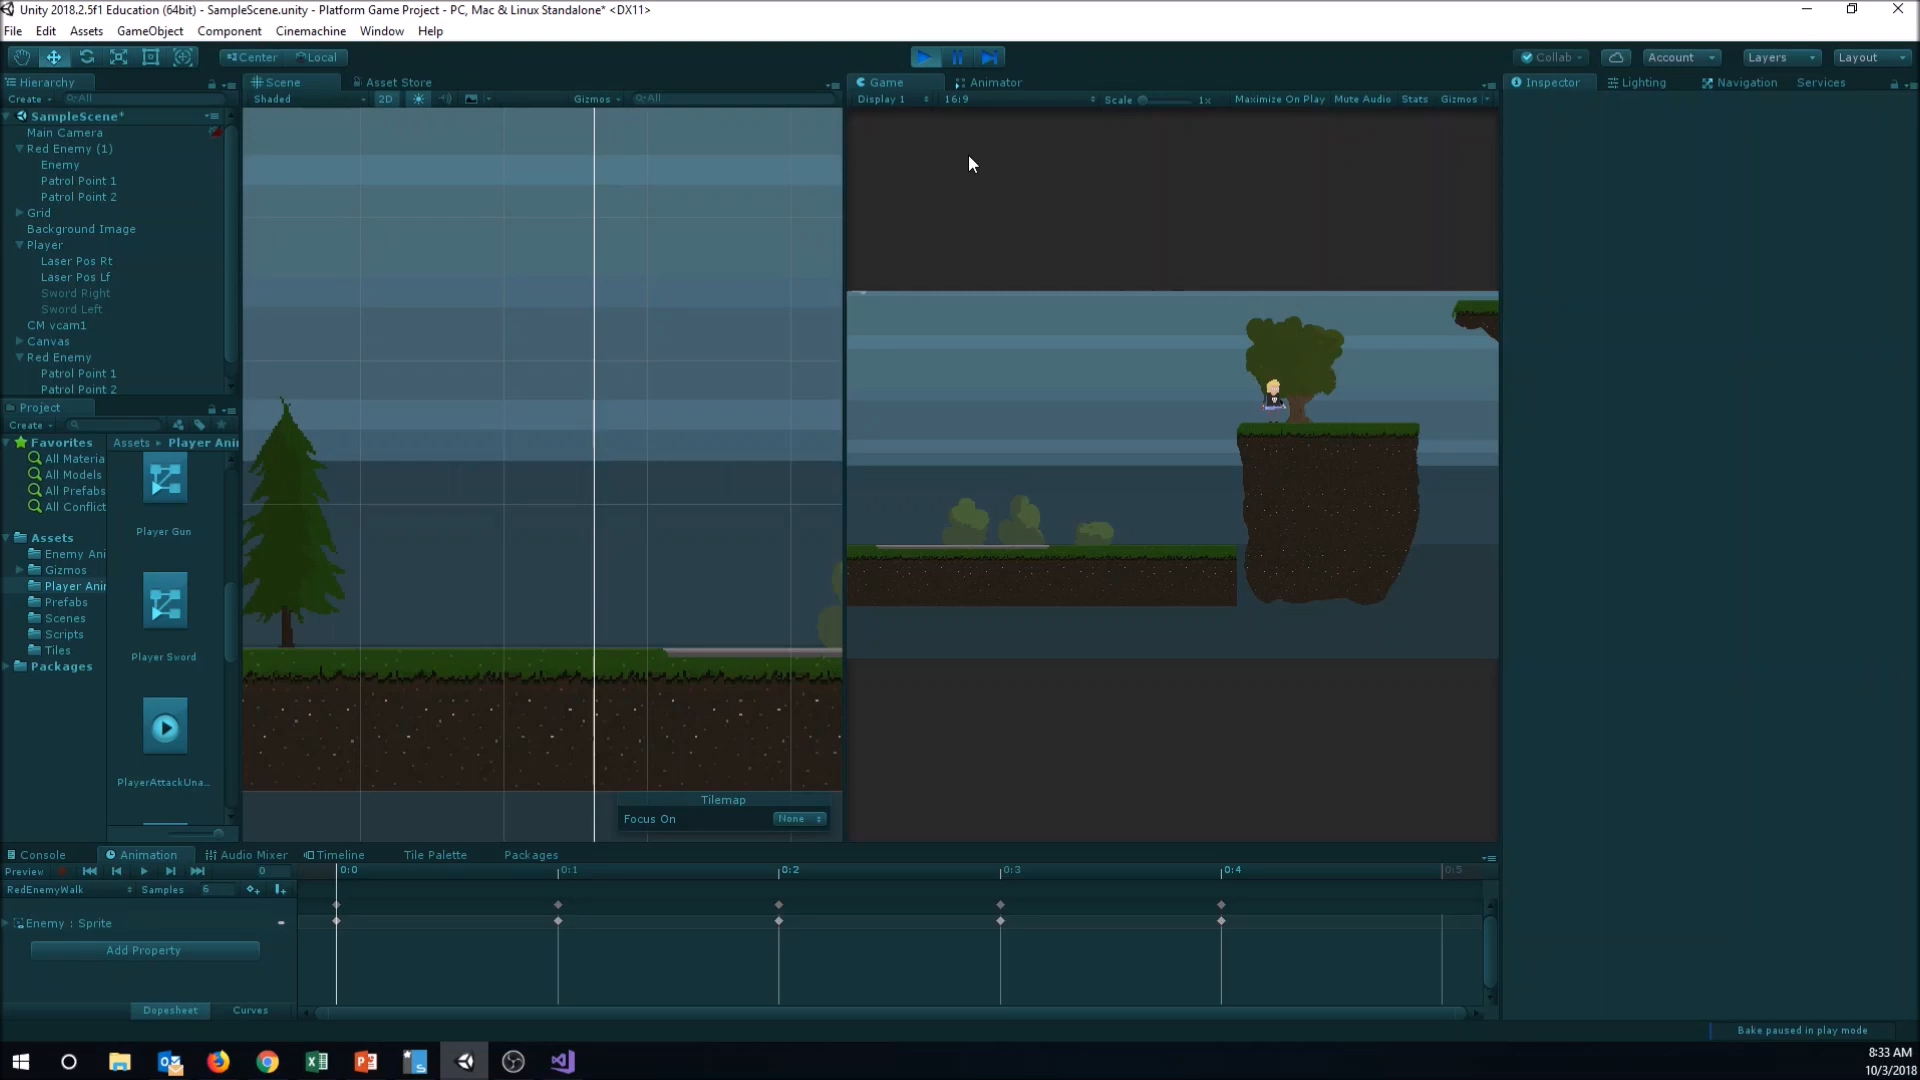 Unity 2018.2.5f1 Education (64bit) - SampleScene.unity - Platform Game Project - PC, Mac & Linux Standalone* <DX11>
File Edit Assets GameObject Component Cinemachine Window Help
Center Local
Collab Account Layers Layout
Hierarchy
Create All
SampleScene*
Main Camera
Red Enemy (1)
Enemy
Patrol Point 1
Patrol Point 2
Grid
Background Image
Player
Laser Pos Rt
Laser Pos Lf
Sword Right
Sword Left
CM vcam1
Canvas
Red Enemy
Patrol Point 1
Patrol Point 2
Scene Asset Store
Shaded 2D Gizmos All
Tilemap
Focus On None
Game Animator
Display 1 16:9 Scale 1x Maximize On Play Mute Audio Stats Gizmos
Inspector Lighting Navigation Services
Project
Create
Favorites
All Materia
All Models
All Prefabs
All Conflict
Assets
Enemy Ani
Gizmos
Player Ani
Prefabs
Scenes
Scripts
Tiles
Packages
Assets Player Ani
Player Gun
Player Sword
PlayerAttackUna...
Console Animation Audio Mixer Timeline Tile Palette Packages
Preview 0 0:0 0:1 0:2 0:3 0:4 0:5
RedEnemyWalk Samples 6
Enemy : Sprite
Add Property
Dopesheet Curves
Bake paused in play mode
8:33 AM
10/3/2018